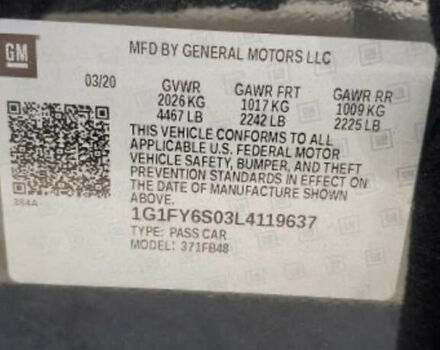 GM
MFD BY GENERAL MOTORS LLC
03/20 GVWR GAWR FRT GAWR RR
2026 KG 1017 KG 1009 KG
4467 LB 2242 LB 2225 LB
THIS VEHICLE CONFORMS TO ALL
APPLICABLE U.S. FEDERAL MOTOR
VEHICLE SAFETY, BUMPER, AND THEFT
PREVENTION STANDARDS IN EFFECT ON
THE DATE OF MANUFACTURE SHOWN
ABOVE.
384A
1G1FY6S03L4119637
TYPE: PASS CAR
MODEL: 371FB48